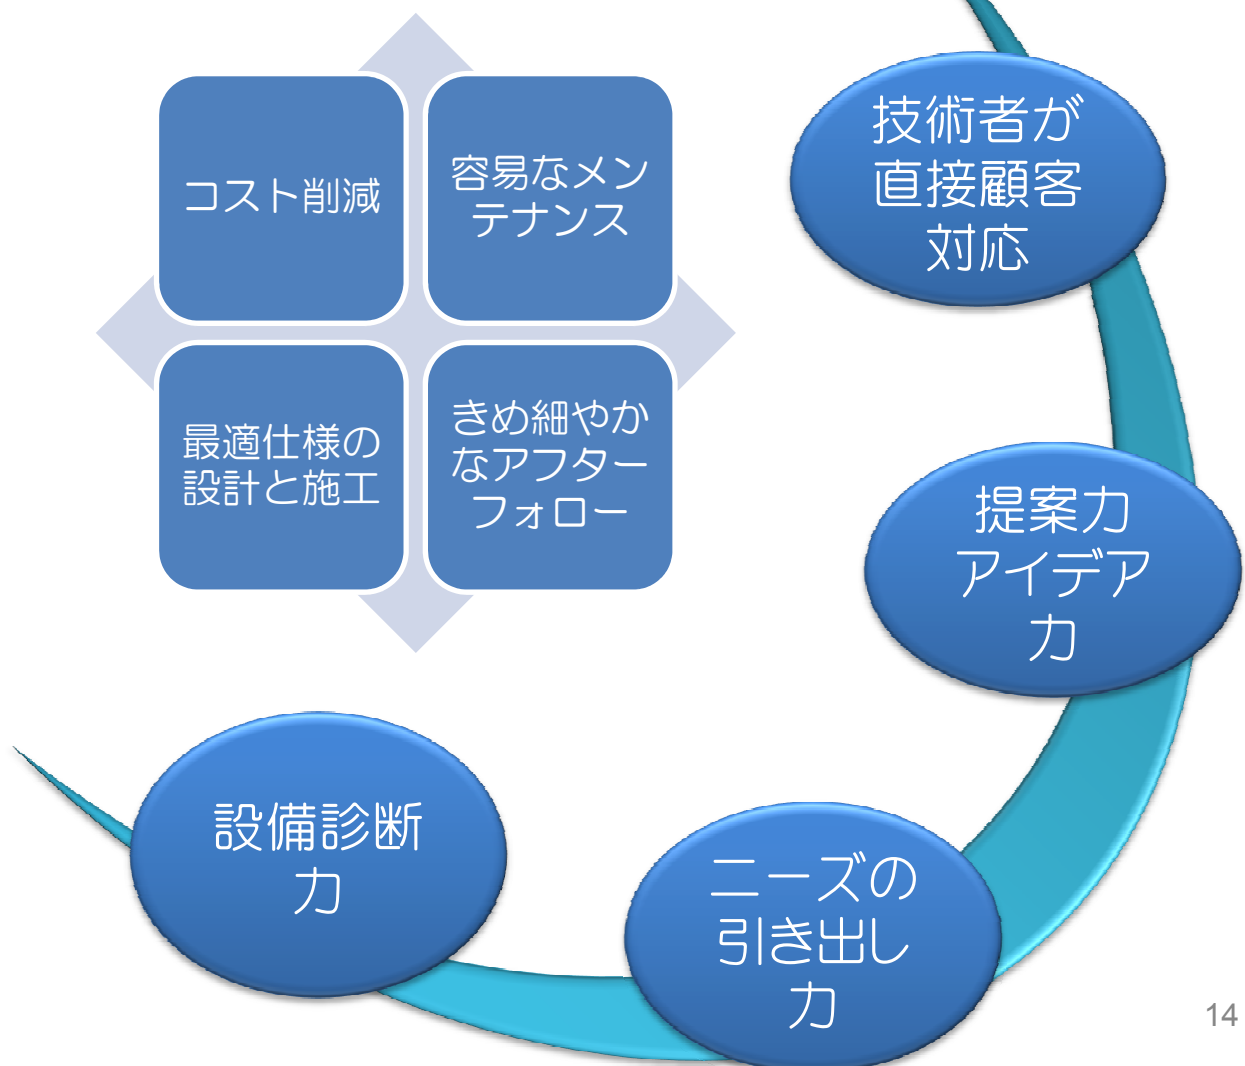 コスト削減
容易なメン
テナンス
最適仕様の
設計と施工
きめ細やか
なアフター
フォロー
技術者が
直接顧客
対応
提案力
アイデア
力
ニーズの
引き出し
力
設備診断
力
14